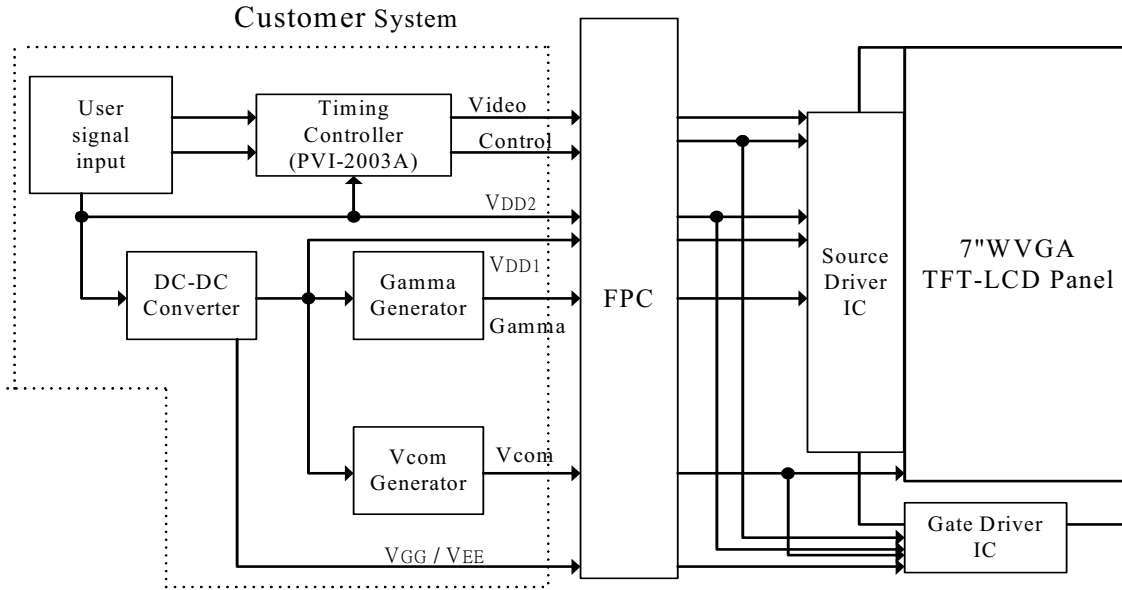 Customer System
User
signal
input
Timing
Controller
(PVI-2003A)
Video
Control
VDD2
VDD1
DC-DC
Converter
Gamma
Generator
Gamma
Vcom
Generator
Vcom
VGG / VEE
FPC
Source
Driver
IC
7"WVGA
TFT-LCD Panel
Gate Driver
IC